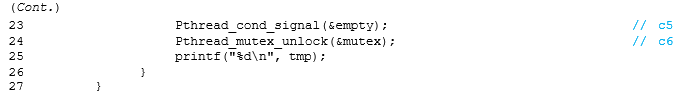 (Cont.)
23 Pthread_cond_signal(&empty); // c5
24 Pthread_mutex_unlock(&mutex); // c6
25 printf("%d\n", tmp);
26 }
27 }